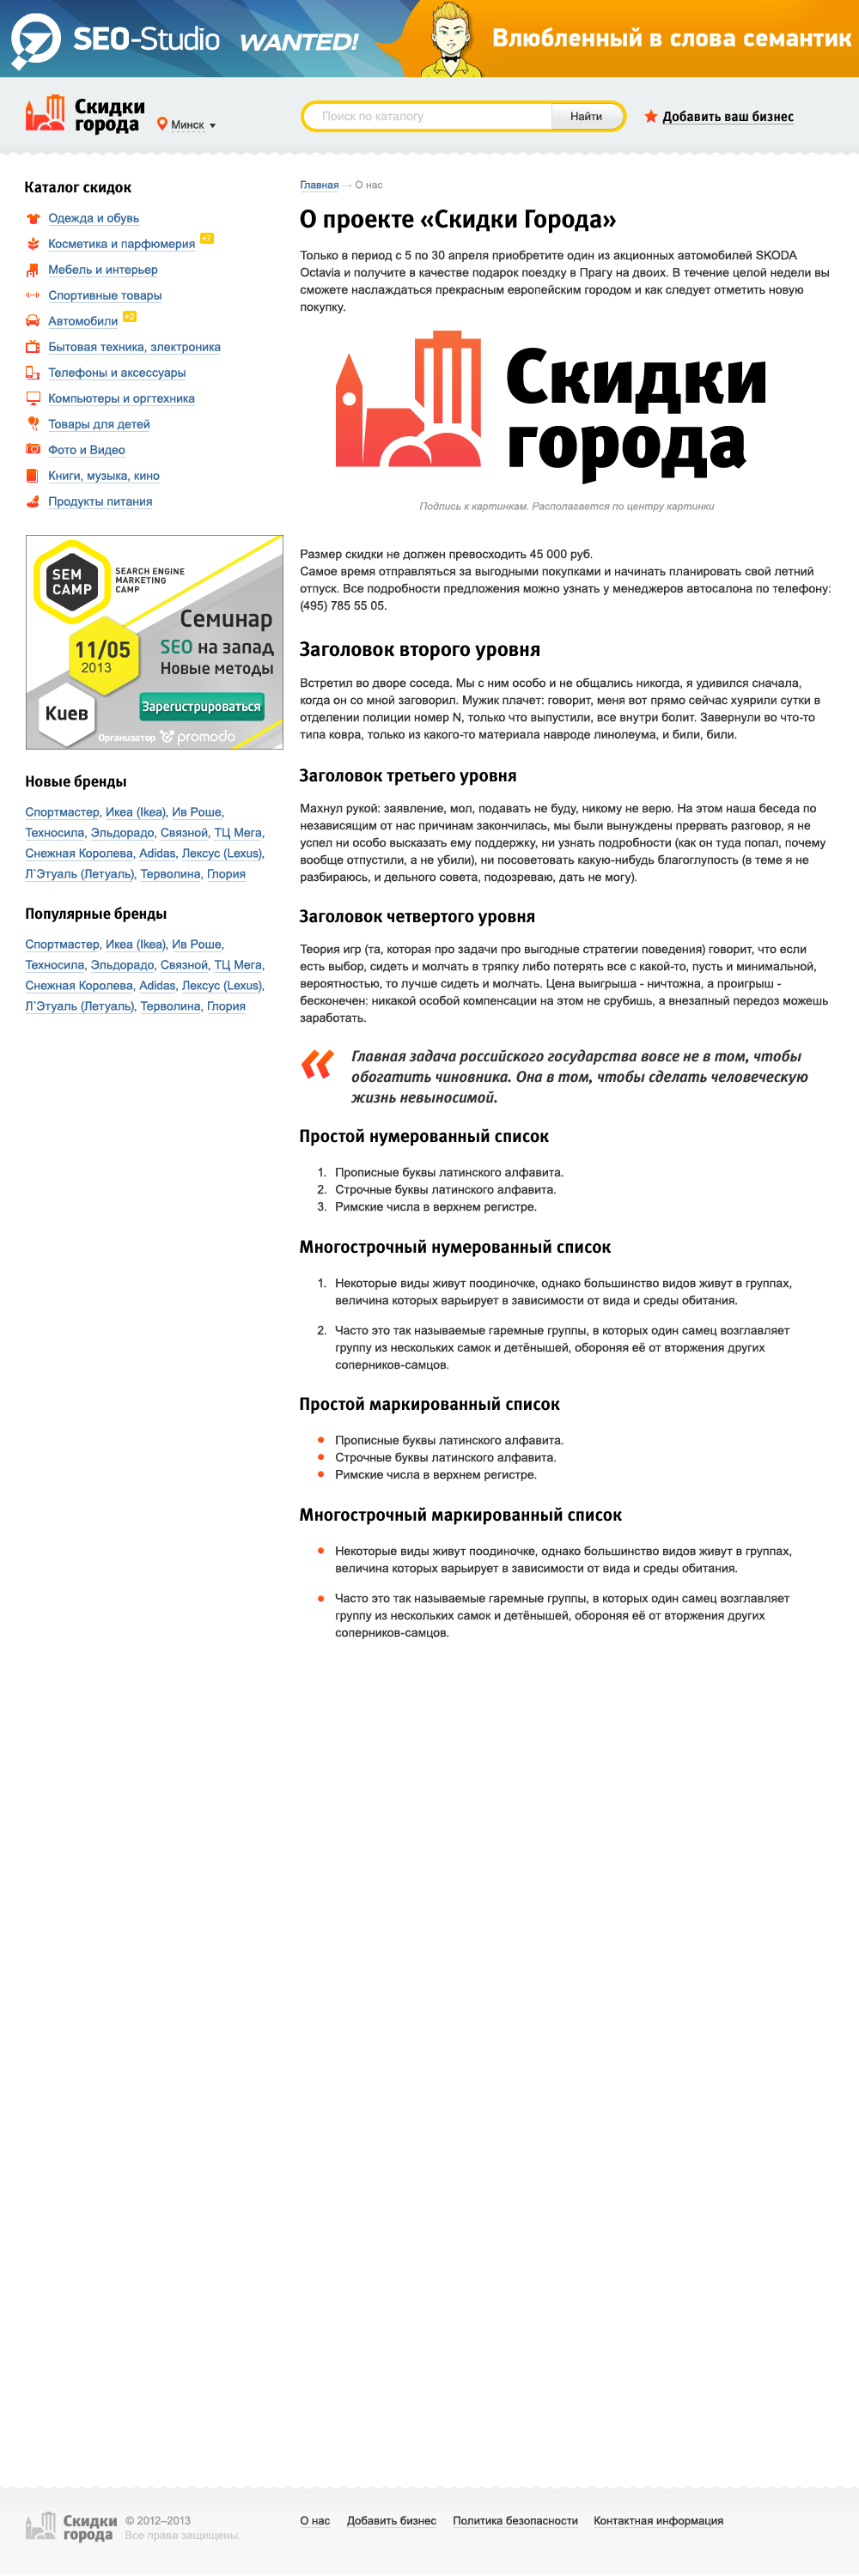 SEO-Studio WANTED! Влюбленный в слова семантик
Скидки
города
Минск
Поиск по каталогу
Найти
Добавить ваш бизнес
Каталог скидок
Одежда и обувь
Косметика и парфюмерия +7
Мебель и интерьер
Спортивные товары
Автомобили +2
Бытовая техника, электроника
Телефоны и аксессуары
Компьютеры и оргтехника
Товары для детей
Фото и Видео
Книги, музыка, кино
Продукты питания
SEM
CAMP
SEARCH ENGINE
MARKETING
CAMP
Семинар
SEO на запад
Новые методы
11/05
2013
Киев
Зарегистрироваться
Организатор promodo
Новые бренды
Спортмастер, Икеа (Ikea), Ив Роше,
Техносила, Эльдорадо, Связной, ТЦ Мега,
Снежная Королева, Adidas, Лексус (Lexus),
Л`Этуаль (Летуаль), Терволина, Глория
Популярные бренды
Спортмастер, Икеа (Ikea), Ив Роше,
Техносила, Эльдорадо, Связной, ТЦ Мега,
Снежная Королева, Adidas, Лексус (Lexus),
Л`Этуаль (Летуаль), Терволина, Глория
Главная → О нас
О проекте «Скидки Города»
Только в период с 5 по 30 апреля приобретите один из акционных автомобилей SKODA
Octavia и получите в качестве подарок поездку в Прагу на двоих. В течение целой недели вы
сможете наслаждаться прекрасным европейским городом и как следует отметить новую
покупку.
Скидки
города
Подпись к картинкам. Располагается по центру картинки
Размер скидки не должен превосходить 45 000 руб.
Самое время отправляться за выгодными покупками и начинать планировать свой летний
отпуск. Все подробности предложения можно узнать у менеджеров автосалона по телефону:
(495) 785 55 05.
Заголовок второго уровня
Встретил во дворе соседа. Мы с ним особо и не общались никогда, я удивился сначала,
когда он со мной заговорил. Мужик плачет: говорит, меня вот прямо сейчас хуярили сутки в
отделении полиции номер N, только что выпустили, все внутри болит. Завернули во что-то
типа ковра, только из какого-то материала навроде линолеума, и били, били.
Заголовок третьего уровня
Махнул рукой: заявление, мол, подавать не буду, никому не верю. На этом наша беседа по
независящим от нас причинам закончилась, мы были вынуждены прервать разговор, я не
успел ни особо высказать ему поддержку, ни узнать подробности (как он туда попал, почему
вообще отпустили, а не убили), ни посоветовать какую-нибудь благоглупость (в теме я не
разбираюсь, и дельного совета, подозреваю, дать не могу).
Заголовок четвертого уровня
Теория игр (та, которая про задачи про выгодные стратегии поведения) говорит, что если
есть выбор, сидеть и молчать в тряпку либо потерять все с какой-то, пусть и минимальной,
вероятностью, то лучше сидеть и молчать. Цена выигрыша - ничтожна, а проигрыш -
бесконечен: никакой особой компенсации на этом не срубишь, а внезапный передоз можешь
заработать.
« Главная задача российского государства вовсе не в том, чтобы
обогатить чиновника. Она в том, чтобы сделать человеческую
жизнь невыносимой.
Простой нумерованный список
1. Прописные буквы латинского алфавита.
2. Строчные буквы латинского алфавита.
3. Римские числа в верхнем регистре.
Многострочный нумерованный список
1. Некоторые виды живут поодиночке, однако большинство видов живут в группах,
величина которых варьирует в зависимости от вида и среды обитания.
2. Часто это так называемые гаремные группы, в которых один самец возглавляет
группу из нескольких самок и детёнышей, обороняя её от вторжения других
соперников-самцов.
Простой маркированный список
Прописные буквы латинского алфавита.
Строчные буквы латинского алфавита.
Римские числа в верхнем регистре.
Многострочный маркированный список
Некоторые виды живут поодиночке, однако большинство видов живут в группах,
величина которых варьирует в зависимости от вида и среды обитания.
Часто это так называемые гаремные группы, в которых один самец возглавляет
группу из нескольких самок и детёнышей, обороняя её от вторжения других
соперников-самцов.
Скидки
города
© 2012–2013
Все права защищены.
О нас Добавить бизнес Политика безопасности Контактная информация